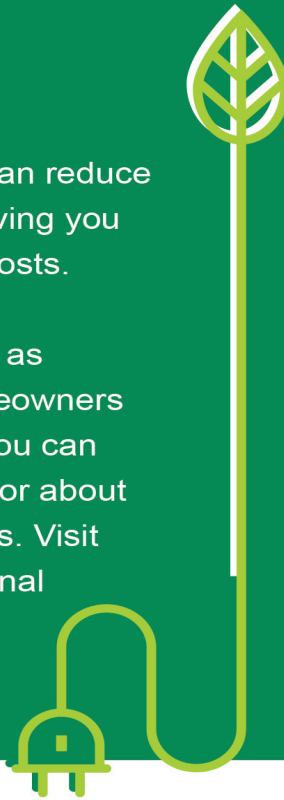 an reduce
ving you
osts.
as
eowners
ou can
or about
s. Visit
nal